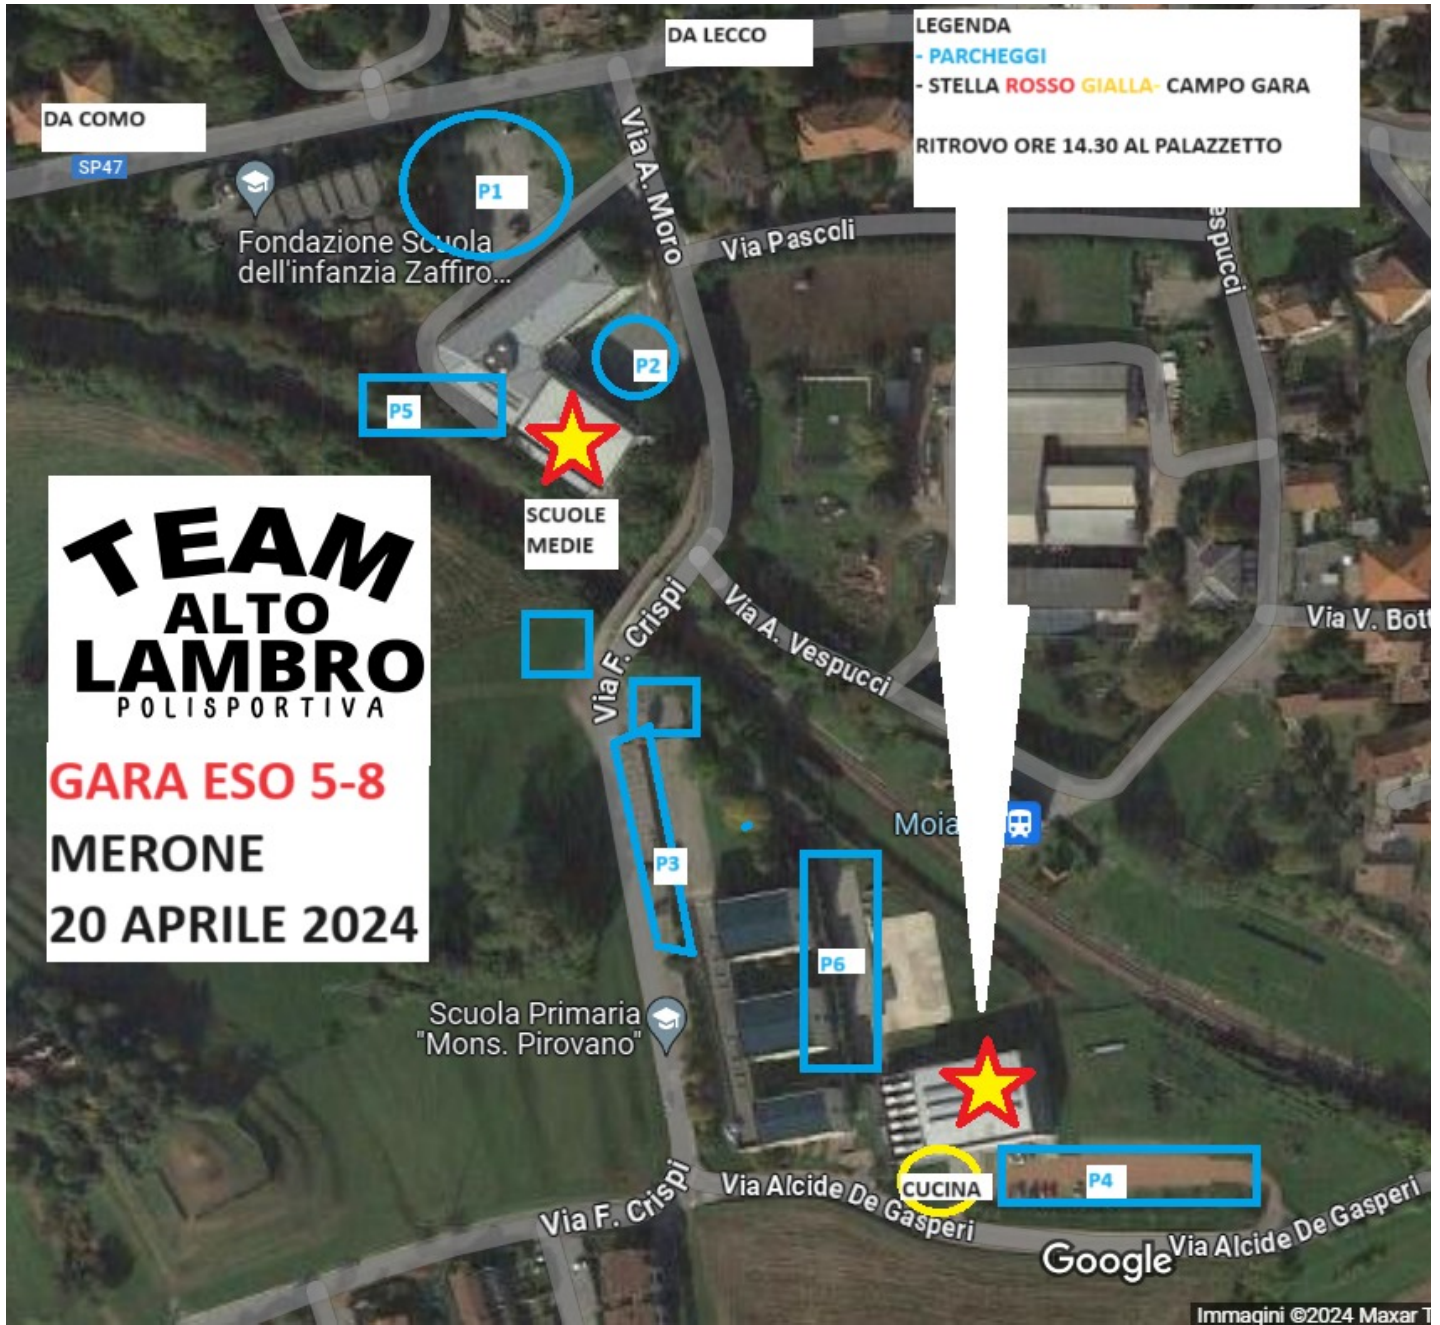 DA LECCO
LEGENDA
- PARCHEGGI
- STELLA ROSSO GIALLA- CAMPO GARA
RITROVO ORE 14.30 AL PALAZZETTO
DA COMO
SP47
P1
Via A. Moro
Fondazione Scuola
dell'infanzia Zaffiro...
Via Pascoli
espucci
P2
P5
SCUOLE
MEDIE
TEAM
ALTO
LAMBRO
POLISPORTIVA
GARA ESO 5-8
MERONE
20 APRILE 2024
Via F. Crispi
Via A. Vespucci
Via V. Bott
Moia
P3
P6
Scuola Primaria
"Mons. Pirovano"
CUCINA
P4
Via F. Crispi
Via Alcide De Gasperi
Via Alcide De Gasperi
Google
Immagini ©2024 Maxar T